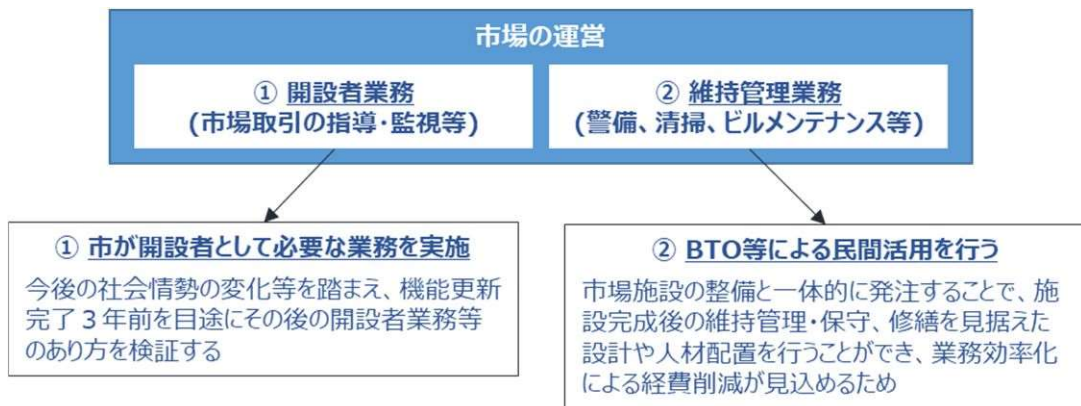 市場の運営
① 開設者業務
(市場取引の指導・監視等)
② 維持管理業務
(警備、清掃、ビルメンテナンス等)
① 市が開設者として必要な業務を実施
今後の社会情勢の変化等を踏まえ、機能更新
完了３年前を目途にその後の開設者業務等
のあり方を検証する
② BTO等による民間活用を行う
市場施設の整備と一体的に発注することで、施
設完成後の維持管理・保守、修繕を見据えた
設計や人材配置を行うことができ、業務効率化
による経費削減が見込めるため